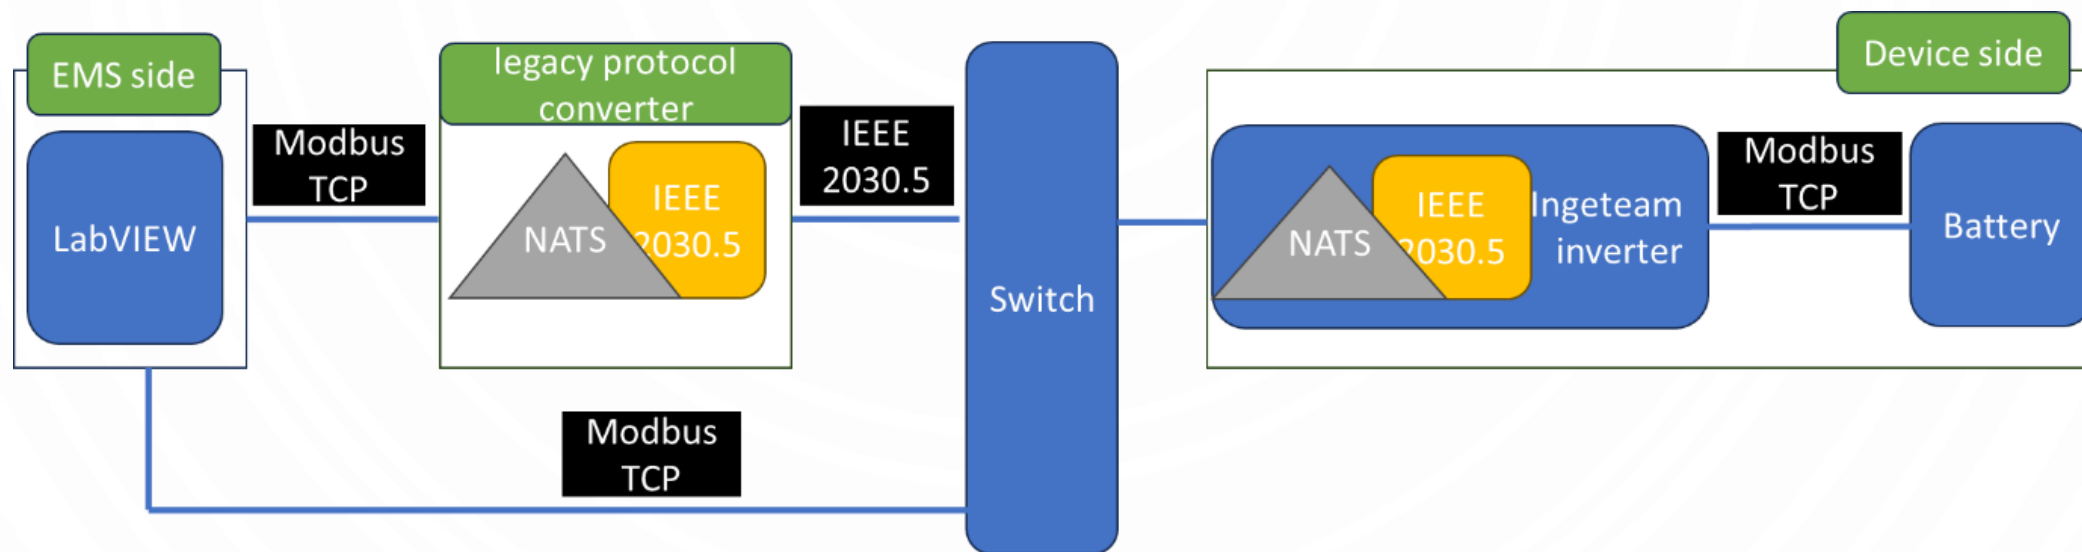 EMS side
LabVIEW
Modbus
TCP
legacy protocol
converter
NATS
IEEE
2030.5
IEEE
2030.5
Modbus
TCP
Switch
Device side
NATS
IEEE
2030.5
Ingeteam
inverter
Modbus
TCP
Battery